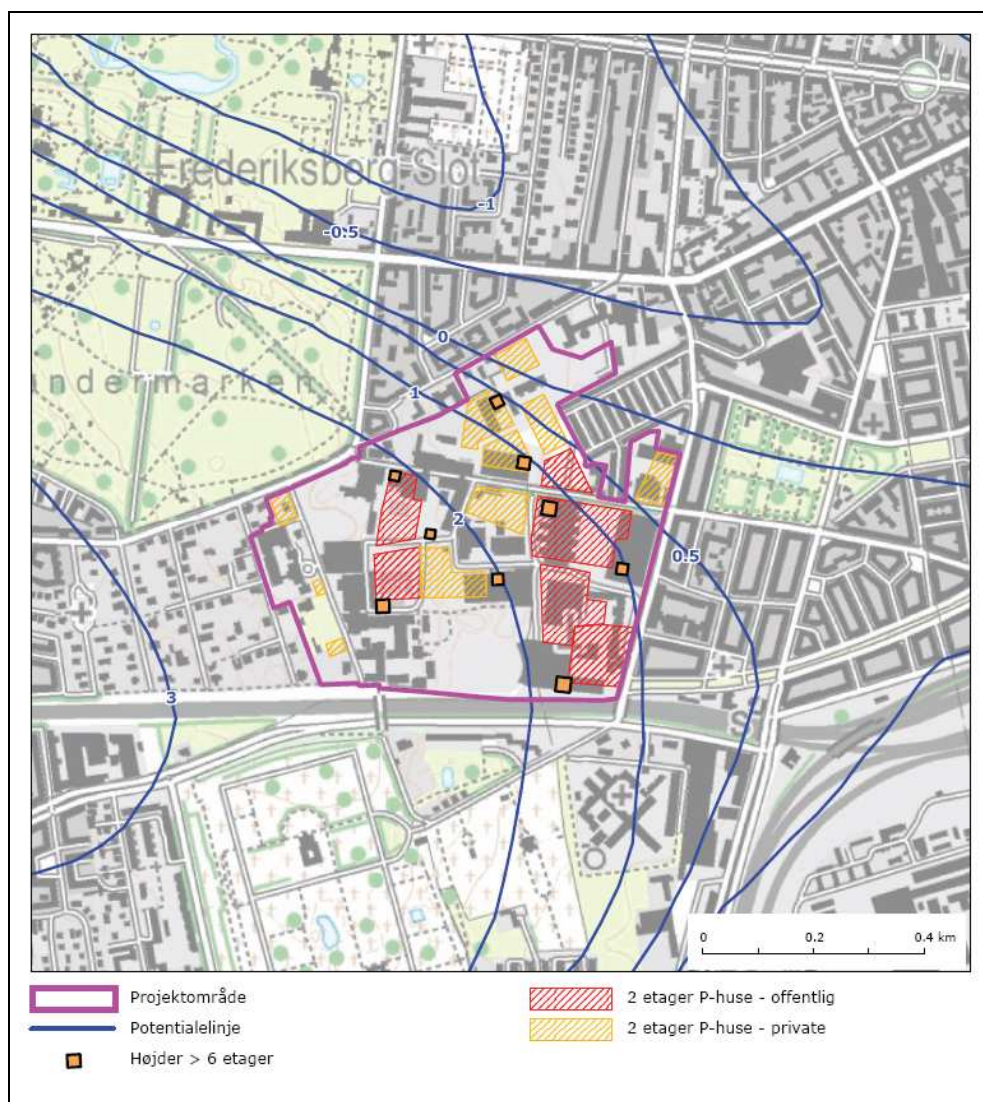 Frederiksberg Slot
-1
-0.5
0
1
andermarken
2
0.5
3
S
0 0.2 0.4 km
Projektområde
Potentialelinje
Højder > 6 etager
2 etager P-huse - offentlig
2 etager P-huse - private